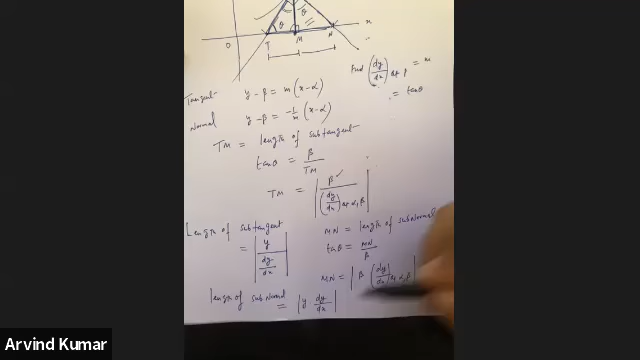 θ θ
O T M N x
Find (dy/dx) at P = m
= tanθ
Tangent y - β = m(x - α)
Normal y - β = -1/m (x - α)
TM = length of subtangent
tanθ = β/TM
TM = | β / (dy/dx) at α, β |
Length of subtangent
= | y / (dy/dx) |
MN = length of subnormal
tanθ = MN/β
MN = | β (dy/dx) at α, β |
length of subnormal
= | y dy/dx |
Arvind Kumar